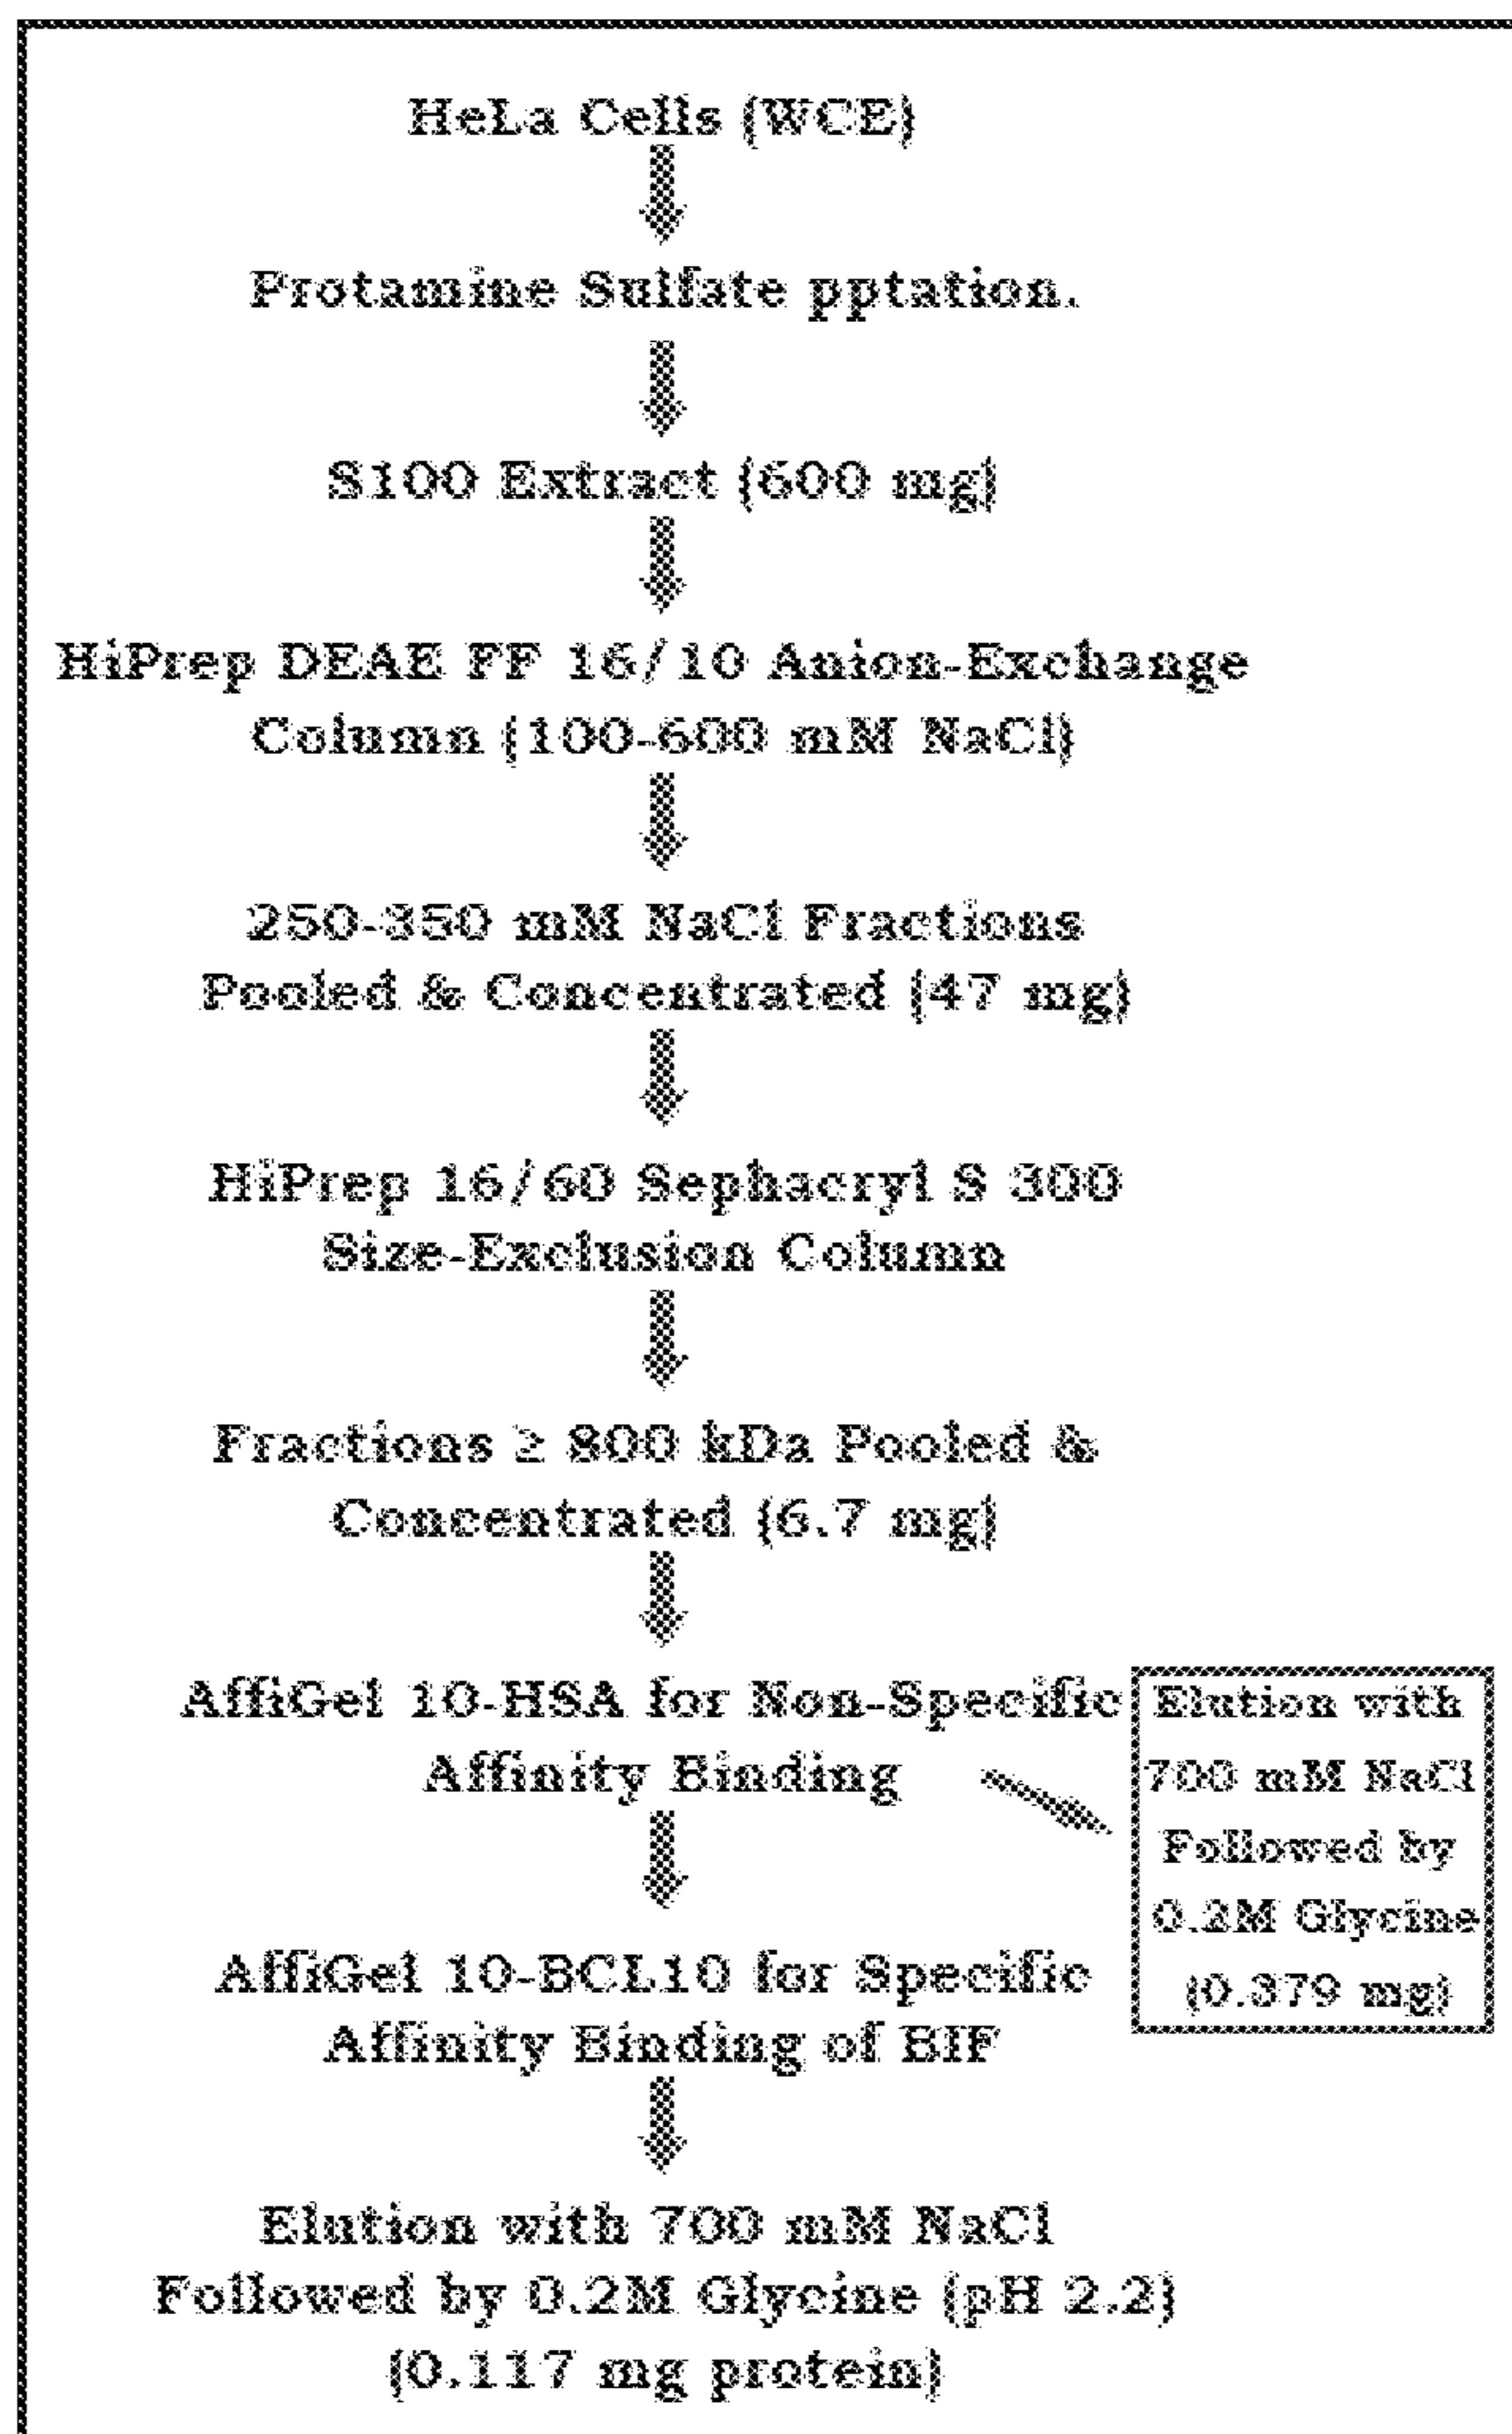 HeLa Cells (WCE)
Protamine Sulfate pptation.
S100 Extract (600 mg)
HiPrep DEAE FF 16/10 Anion-Exchange
Column (100-600 mM NaCl)
250-350 mM NaCl Fractions
Pooled & Concentrated (47 mg)
HiPrep 16/60 Sephacryl S 300
Size-Exclusion Column
Fractions ≥ 800 kDa Pooled &
Concentrated (6.7 mg)
AffiGel 10-HSA for Non-Specific
Affinity Binding
Elution with
700 mM NaCl
Followed by
0.2M Glycine
(0.379 mg)
AffiGel 10-BCL10 for Specific
Affinity Binding of BIF
Elution with 700 mM NaCl
Followed by 0.2M Glycine (pH 2.2)
(0.117 mg protein)